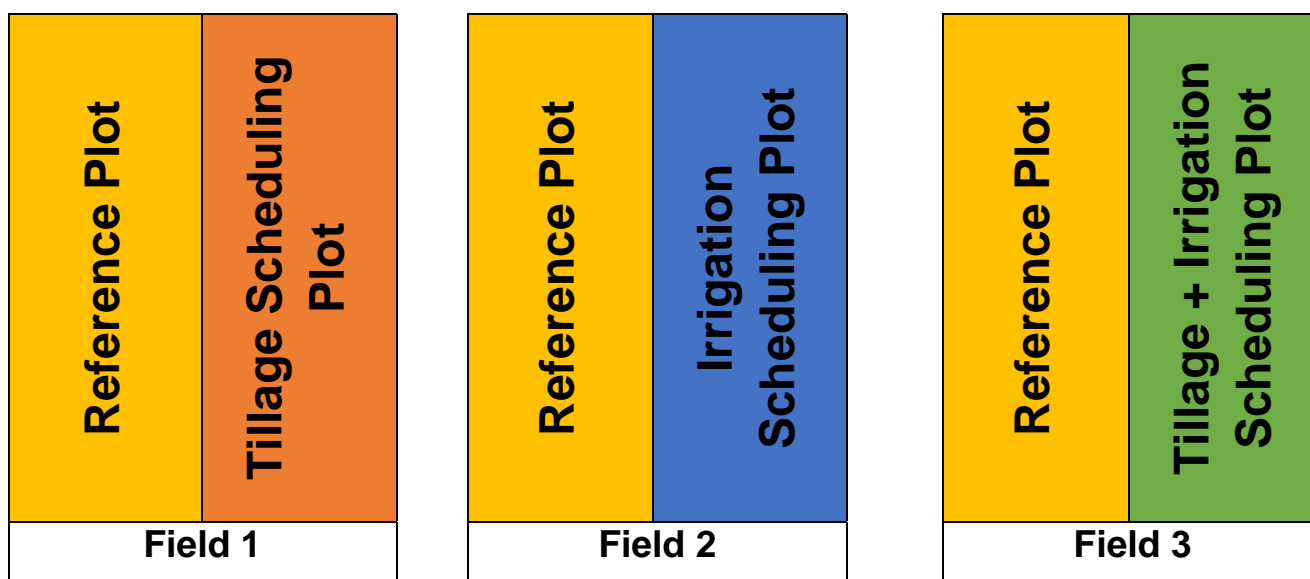 Reference Plot
Tillage Scheduling
Plot
Field 1
Reference Plot
Irrigation
Scheduling Plot
Field 2
Reference Plot
Tillage + Irrigation
Scheduling Plot
Field 3